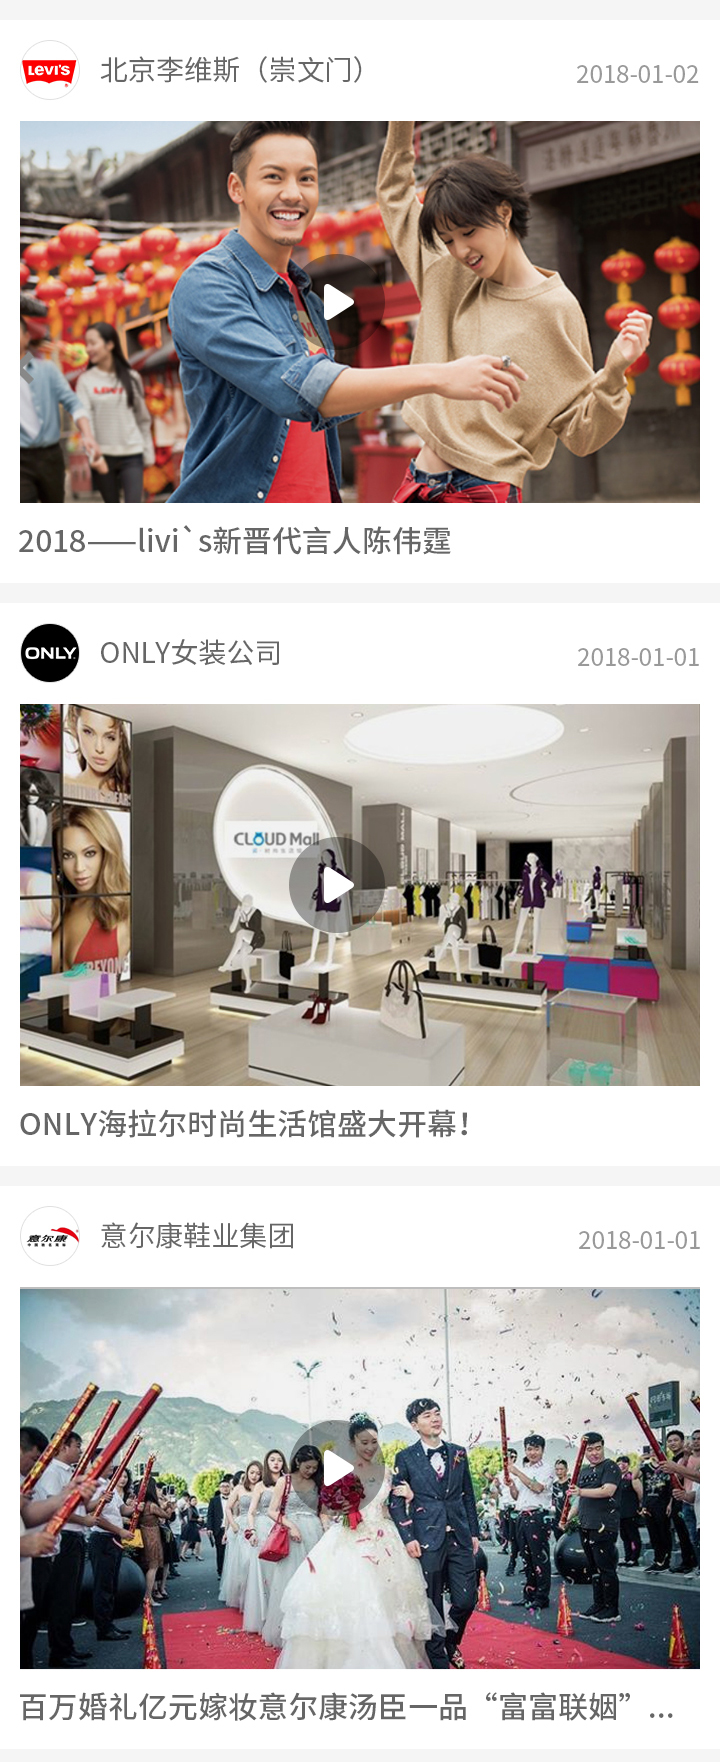 LEVI'S
北京李维斯（崇文门）
2018-01-02
2018——livi`s新晋代言人陈伟霆
ONLY
ONLY女装公司
2018-01-01
CLOUD Mall
CLOUD MALL
BEYON
ONLY海拉尔时尚生活馆盛大开幕！
意尔康
意尔康鞋业集团
2018-01-01
百万婚礼亿元嫁妆意尔康汤臣一品“富富联姻”...